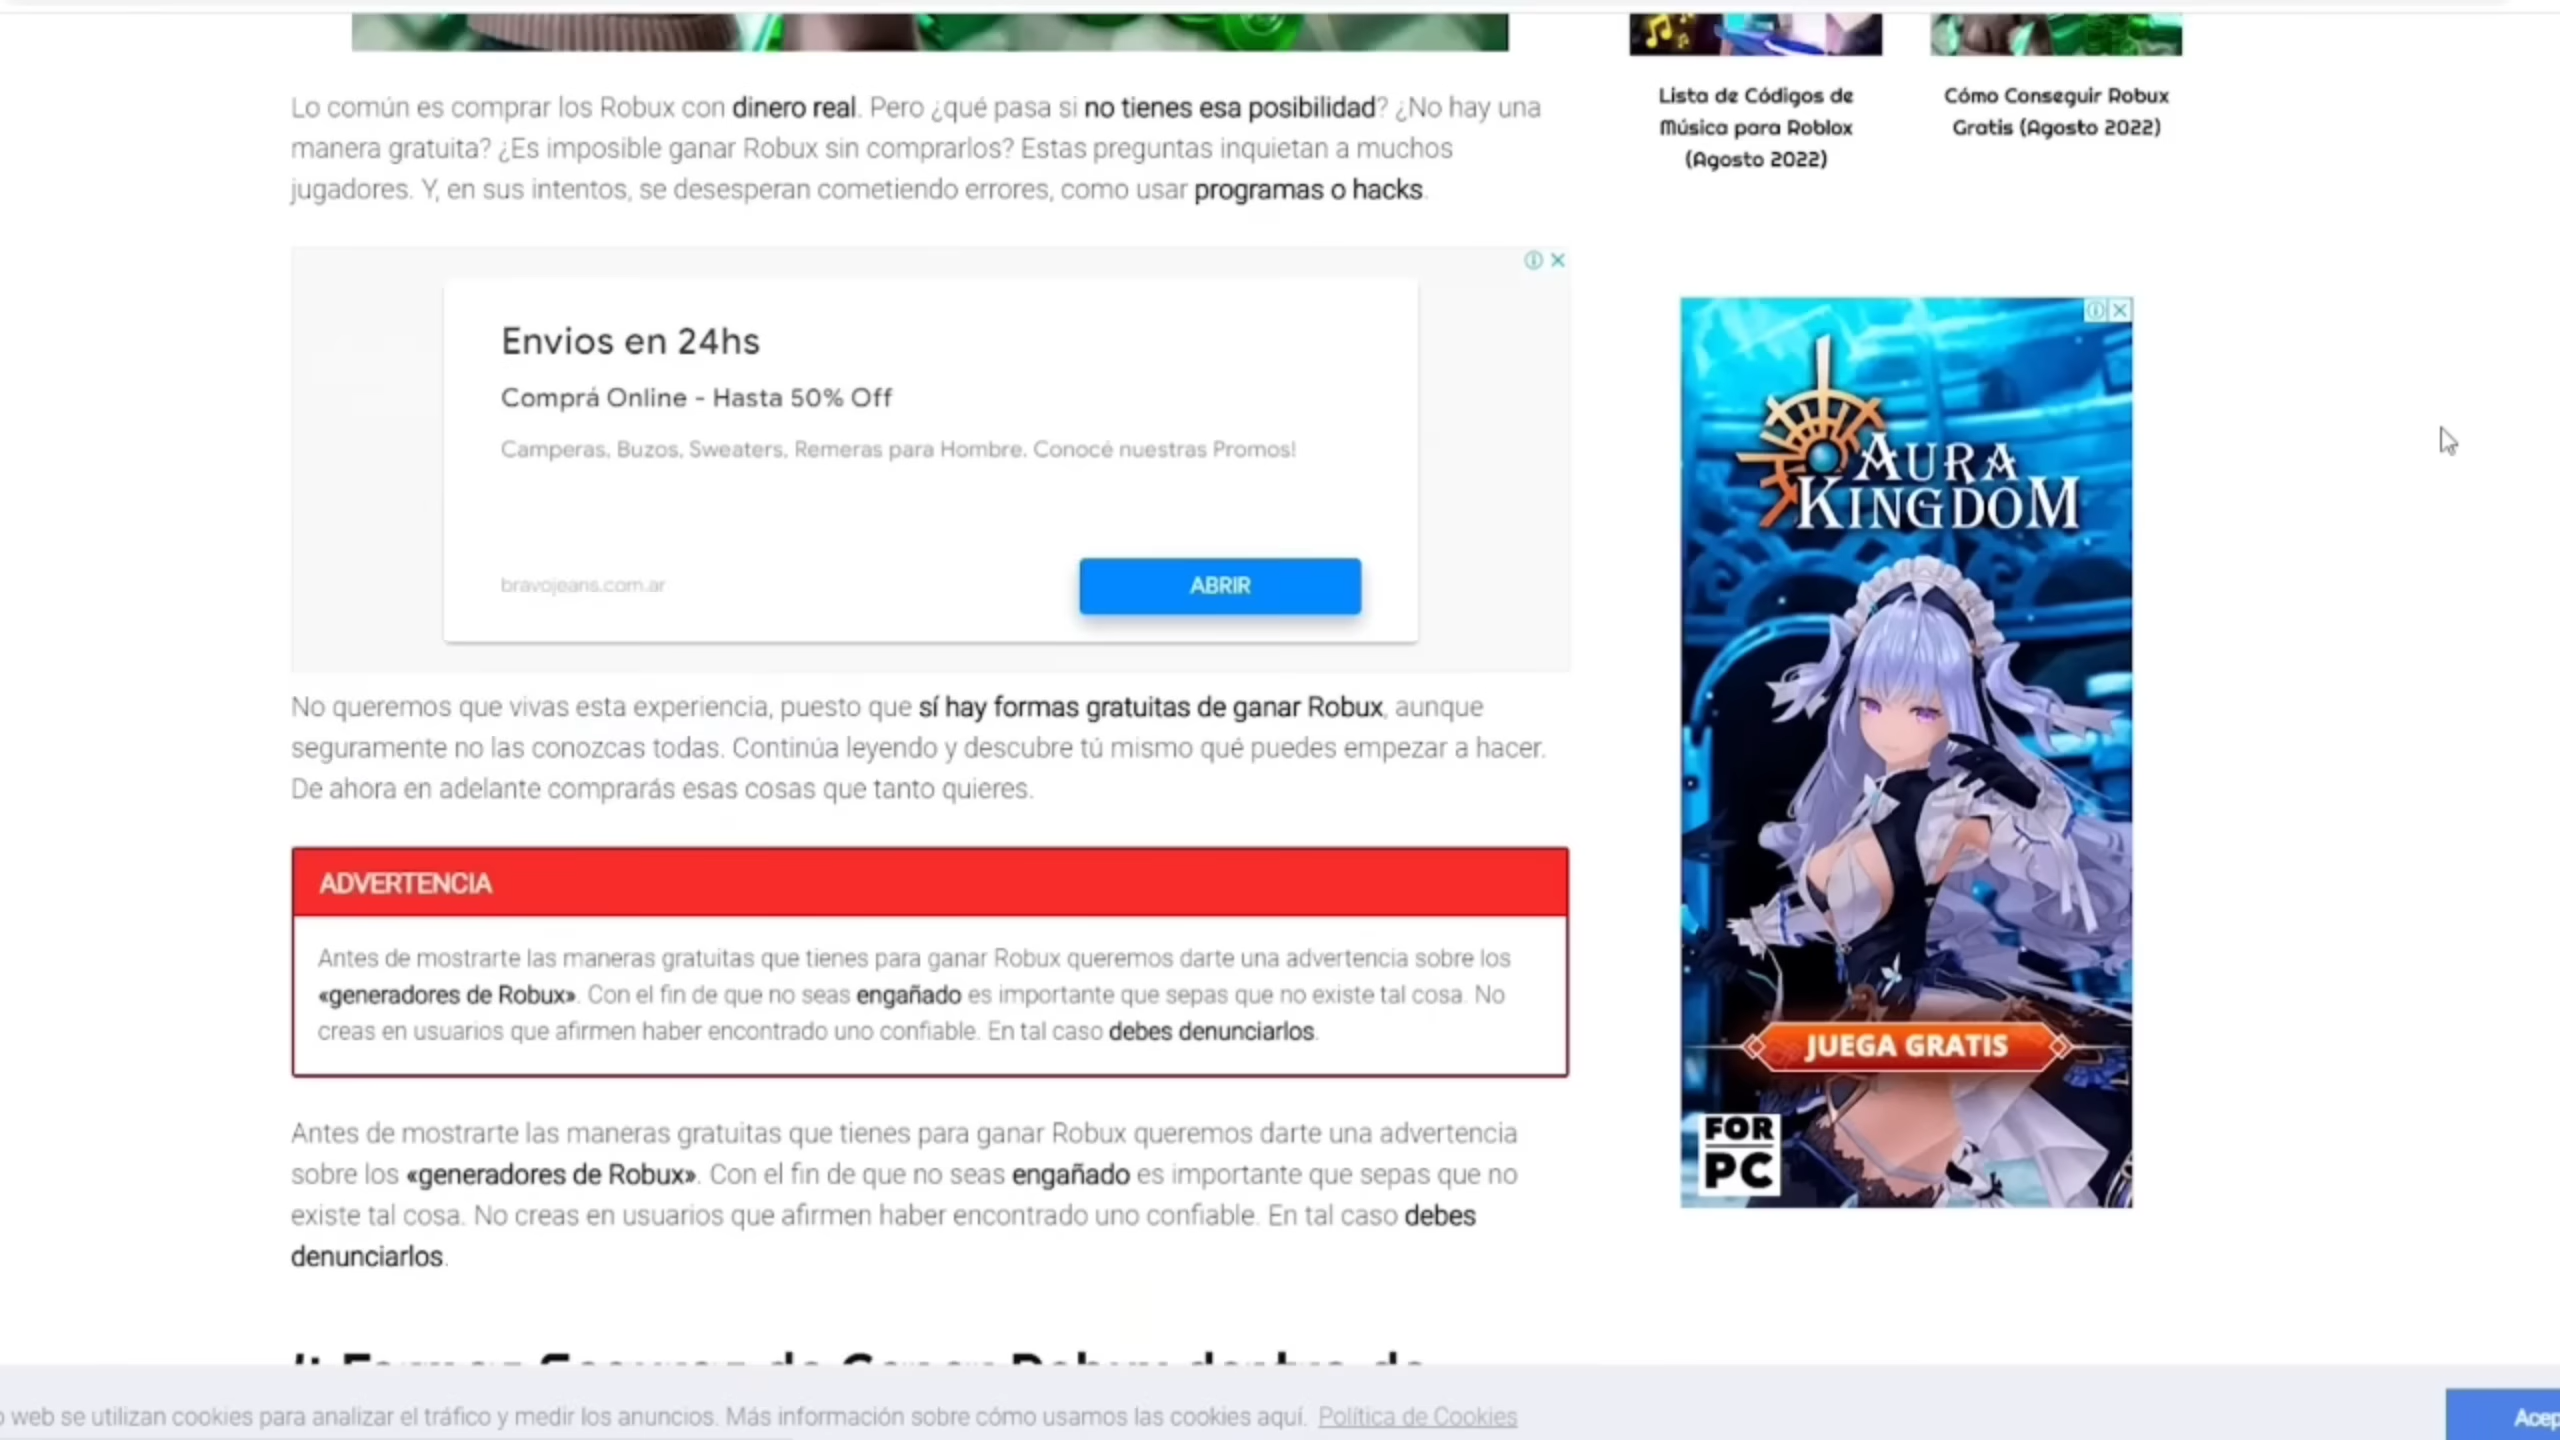 Lo común es comprar los Robux con dinero real. Pero ¿qué pasa si no tienes esa posibilidad? ¿No hay una
manera gratuita? ¿Es imposible ganar Robux sin comprarlos? Estas preguntas inquietan a muchos
jugadores. Y, en sus intentos, se desesperan cometiendo errores, como usar programas o hacks.
Lista de Códigos de
Música para Roblox
(Agosto 2022)
Cómo Conseguir Robux
Gratis (Agosto 2022)
Envios en 24hs
Comprá Online - Hasta 50% Off
Camperas, Buzos, Sweaters, Remeras para Hombre. Conocé nuestras Promos!
bravojeans.com.ar
ABRIR
AURA
KINGDOM
JUEGA GRATIS
FOR
PC
No queremos que vivas esta experiencia, puesto que sí hay formas gratuitas de ganar Robux, aunque
seguramente no las conozcas todas. Continúa leyendo y descubre tú mismo qué puedes empezar a hacer.
De ahora en adelante comprarás esas cosas que tanto quieres.
ADVERTENCIA
Antes de mostrarte las maneras gratuitas que tienes para ganar Robux queremos darte una advertencia sobre los
«generadores de Robux». Con el fin de que no seas engañado es importante que sepas que no existe tal cosa. No
creas en usuarios que afirmen haber encontrado uno confiable. En tal caso debes denunciarlos.
Antes de mostrarte las maneras gratuitas que tienes para ganar Robux queremos darte una advertencia
sobre los «generadores de Robux». Con el fin de que no seas engañado es importante que sepas que no
existe tal cosa. No creas en usuarios que afirmen haber encontrado uno confiable. En tal caso debes
denunciarlos.
o web se utilizan cookies para analizar el tráfico y medir los anuncios. Más información sobre cómo usamos las cookies aquí. Política de Cookies
Acep